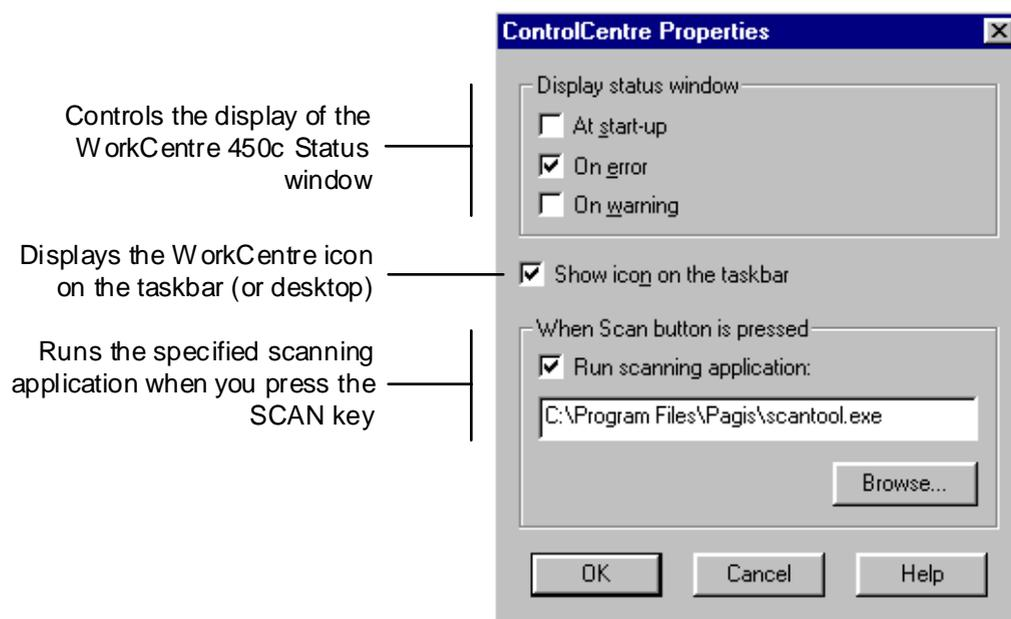 ControlCentre Properties
Controls the display of the
WorkCentre 450c Status
window
Display status window
At start-up
On error
On warning
Displays the WorkCentre icon
on the taskbar (or desktop)
Show icon on the taskbar
Runs the specified scanning
application when you press the
SCAN key
When Scan button is pressed
Run scanning application:
C:\Program Files\Pagis\scantool.exe
Browse...
OK
Cancel
Help